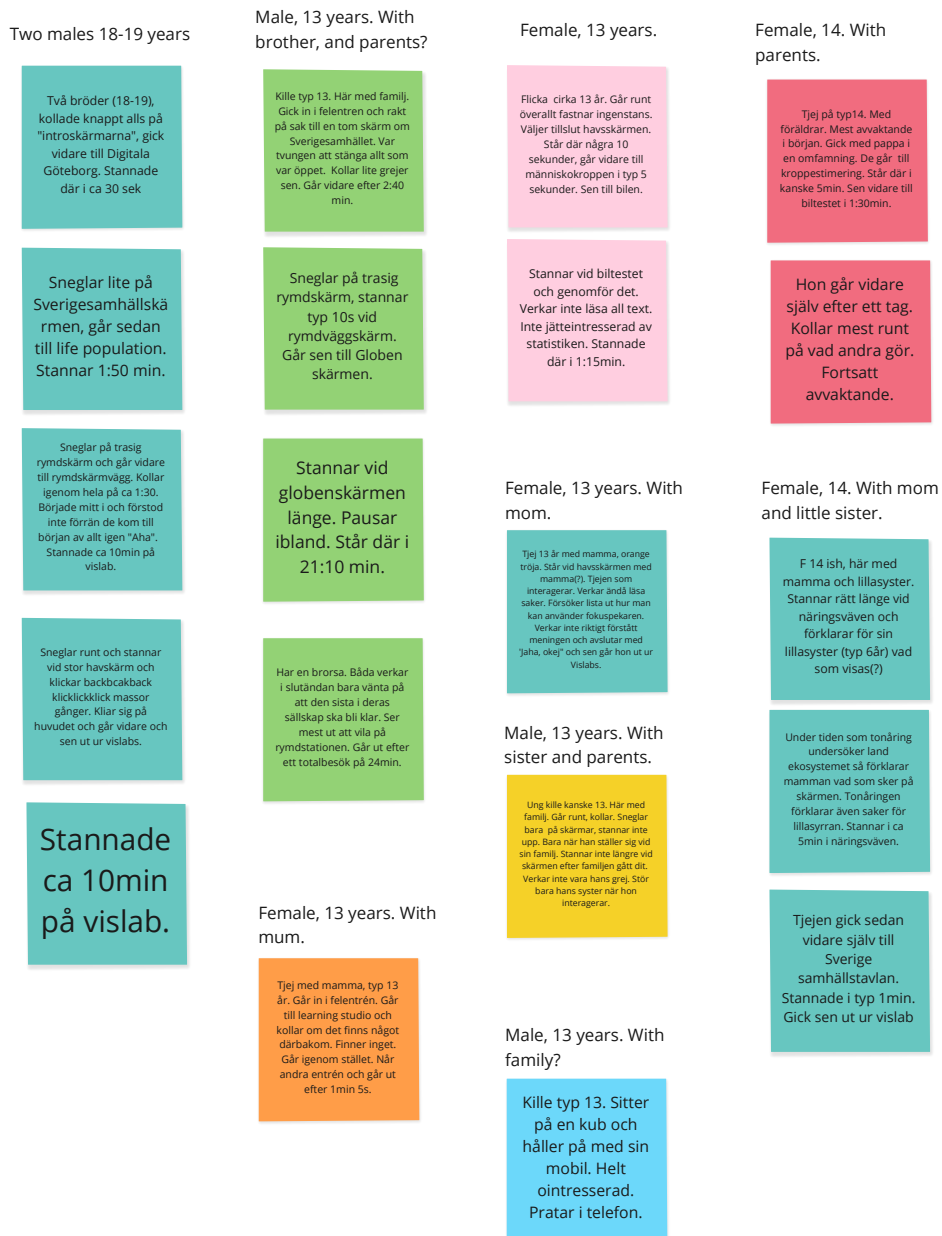 Two males 18-19 years
Två bröder (18-19),
kollade knappt alls på
"introskärmarna", gick
vidare till Digitala
Göteborg. Stannade
där i ca 30 sek
Sneglar lite på
Sverigesamhällskä
rmen, går sedan
till life population.
Stannar 1:50 min.
Sneglar på trasig
rymdskärm och går vidare
till rymdskärmvägg. Kollar
igenom hela på ca 1:30.
Började mitt i och förstod
inte förrän de kom till
början av allt igen "Aha".
Stannade ca 10min på
vislab.
Sneglar runt och stannar
vid stor havskärm och
klickar backbcakback
klicklickklick massor
gånger. Kliar sig på
huvudet och går vidare och
sen ut ur vislabs.
Stannade
ca 10min
på vislab.
Male, 13 years. With
brother, and parents?
Kille typ 13. Här med familj.
Gick in i felentren och rakt
på sak till en tom skärm om
Sverigesamhället. Var
tvungen att stänga allt som
var öppet. Kollar lite grejer
sen. Går vidare efter 2:40
min.
Sneglar på trasig
rymdskärm, stannar
typ 10s vid
rymdväggskärm.
Går sen till Globen
skärmen.
Stannar vid
globenskärmen
länge. Pausar
ibland. Står där i
21:10 min.
Har en brorsa. Båda verkar
i slutändan bara vänta på
att den sista i deras
sällskap ska bli klar. Ser
mest ut att vila på
rymdstationen. Går ut efter
ett totalbesök på 24min.
Female, 13 years. With
mum.
Tjej med mamma, typ 13
år. Går in i felentrén. Går
till learning studio och
kollar om det finns något
därbakom. Finner inget.
Går igenom stället. Når
andra entrén och går ut
efter 1min 5s.
Female, 13 years.
Flicka cirka 13 år. Går runt
överallt fastnar ingenstans.
Väljer tillslut havsskärmen.
Står där några 10
sekunder, går vidare till
människokroppen i typ 5
sekunder. Sen till bilen.
Stannar vid biltestet
och genomför det.
Verkar inte läsa all text.
Inte jätteintresserad av
statistiken. Stannade
där i 1:15min.
Female, 13 years. With
mom.
Tjej 13 år med mamma, orange
tröja. Står vid havsskärmen med
mamma(?). Tjejen som
interagerar. Verkar ändå läsa
saker. Försöker lista ut hur man
kan använder fokuspekaren.
Verkar inte riktigt förstått
meningen och avslutar med
"Jaha, okej" och sen går hon ut ur
Vislabs.
Male, 13 years. With
sister and parents.
Ung kille kanske 13. Här med
familj. Går runt, kollar. Sneglar
bara på skärmar, stannar inte
upp. Bara när han ställer sig vid
sin familj. Stannar inte längre vid
skärmen efter familjen gått dit.
Verkar inte vara hans grej. Stör
bara hans syster när hon
interagerar.
Male, 13 years. With
family?
Kille typ 13. Sitter
på en kub och
håller på med sin
mobil. Helt
ointresserad.
Pratar i telefon.
Female, 14. With
parents.
Tjej på typ14. Med
föräldrar. Mest avvaktande
i början. Gick med pappa i
en omfamning. De går till
kroppestimering. Står där i
kanske 5min. Sen vidare till
biltestet i 1:30min.
Hon går vidare
själv efter ett tag.
Kollar mest runt
på vad andra gör.
Fortsatt
avvaktande.
Female, 14. With mom
and little sister.
F 14 ish, här med
mamma och lillasyster.
Stannar rätt länge vid
näringsväven och
förklarar för sin
lillasyster (typ 6år) vad
som visas(?)
Under tiden som tonåring
undersöker land
ekosystemet så förklarar
mamman vad som sker på
skärmen. Tonåringen
förklarar även saker för
lillasyrran. Stannar i ca
5min i näringsväven.
Tjejen gick sedan
vidare själv till
Sverige
samhällstavlan.
Stannade i typ 1min.
Gick sen ut ur vislab